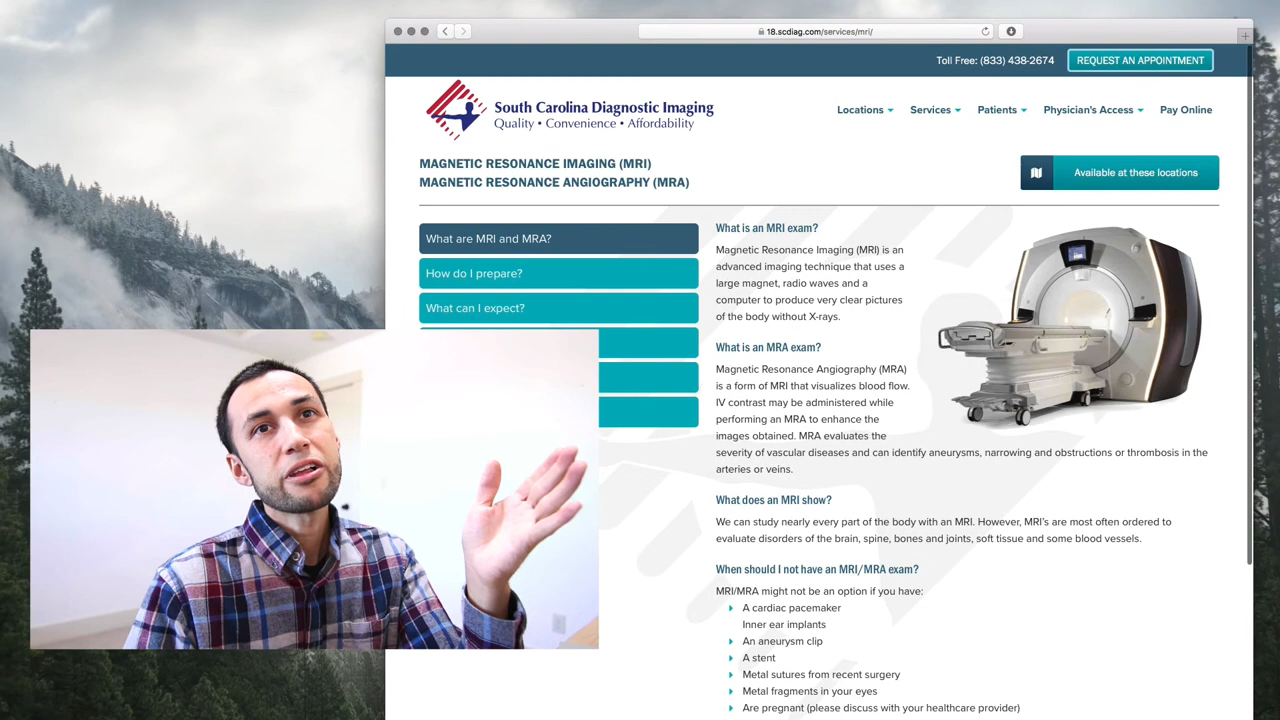 18.scdiag.com/services/mri/
Toll Free: (833) 438-2674
REQUEST AN APPOINTMENT
South Carolina Diagnostic Imaging
Quality • Convenience • Affordability
Locations
Services
Patients
Physician's Access
Pay Online
MAGNETIC RESONANCE IMAGING (MRI)
MAGNETIC RESONANCE ANGIOGRAPHY (MRA)
Available at these locations
What are MRI and MRA?
How do I prepare?
What can I expect?
What is an MRI exam?
Magnetic Resonance Imaging (MRI) is an
advanced imaging technique that uses a
large magnet, radio waves and a
computer to produce very clear pictures
of the body without X-rays.
What is an MRA exam?
Magnetic Resonance Angiography (MRA)
is a form of MRI that visualizes blood flow.
IV contrast may be administered while
performing an MRA to enhance the
images obtained. MRA evaluates the
severity of vascular diseases and can identify aneurysms, narrowing and obstructions or thrombosis in the
arteries or veins.
What does an MRI show?
We can study nearly every part of the body with an MRI. However, MRI's are most often ordered to
evaluate disorders of the brain, spine, bones and joints, soft tissue and some blood vessels.
When should I not have an MRI/MRA exam?
MRI/MRA might not be an option if you have:
A cardiac pacemaker
Inner ear implants
An aneurysm clip
A stent
Metal sutures from recent surgery
Metal fragments in your eyes
Are pregnant (please discuss with your healthcare provider)